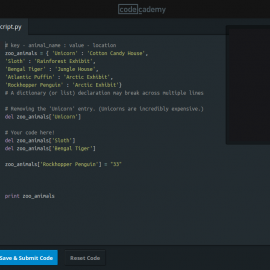 codecademy
cript.py
# key - animal_name : value - location
zoo_animals = { 'Unicorn' : 'Cotton Candy House',
'Sloth' : 'Rainforest Exhibit',
'Bengal Tiger' : 'Jungle House',
'Atlantic Puffin' : 'Arctic Exhibit',
'Rockhopper Penguin' : 'Arctic Exhibit'}
# A dictionary (or list) declaration may break across multiple lines
# Removing the 'Unicorn' entry. (Unicorns are incredibly expensive.)
del zoo_animals['Unicorn']
# Your code here!
del zoo_animals['Sloth']
del zoo_animals['Bengal Tiger']
zoo_animals['Rockhopper Penguin'] = "33"
print zoo_animals
Save & Submit Code
Reset Code